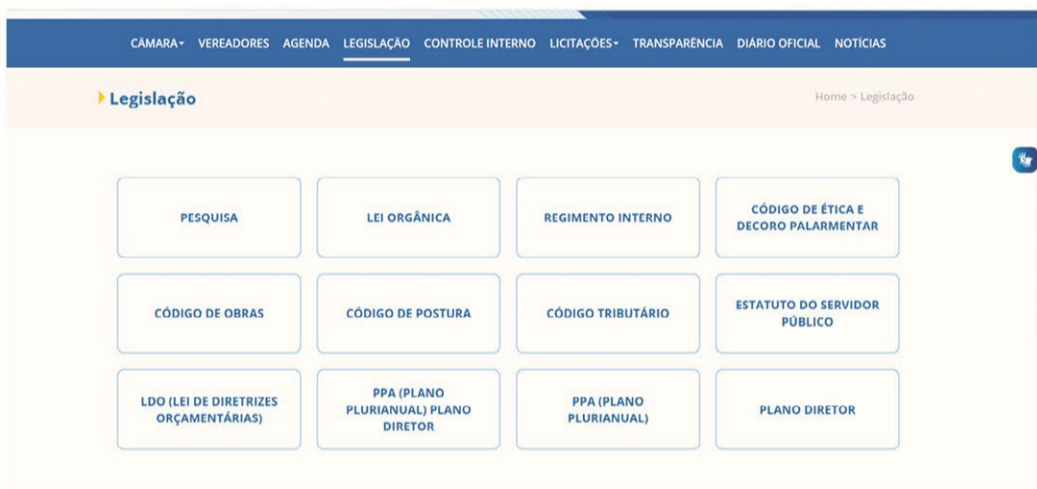 CÂMARA VEREADORES AGENDA LEGISLAÇÃO CONTROLE INTERNO LICITAÇÕES TRANSPARÊNCIA DIÁRIO OFICIAL NOTÍCIAS
Legislação
Home > Legislação
PESQUISA
LEI ORGÂNICA
REGIMENTO INTERNO
CÓDIGO DE ÉTICA E
DECORO PALARMENTAR
CÓDIGO DE OBRAS
CÓDIGO DE POSTURA
CÓDIGO TRIBUTÁRIO
ESTATUTO DO SERVIDOR
PÚBLICO
LDO (LEI DE DIRETRIZES
ORÇAMENTÁRIAS)
PPA (PLANO
PLURIANUAL) PLANO
DIRETOR
PPA (PLANO
PLURIANUAL)
PLANO DIRETOR